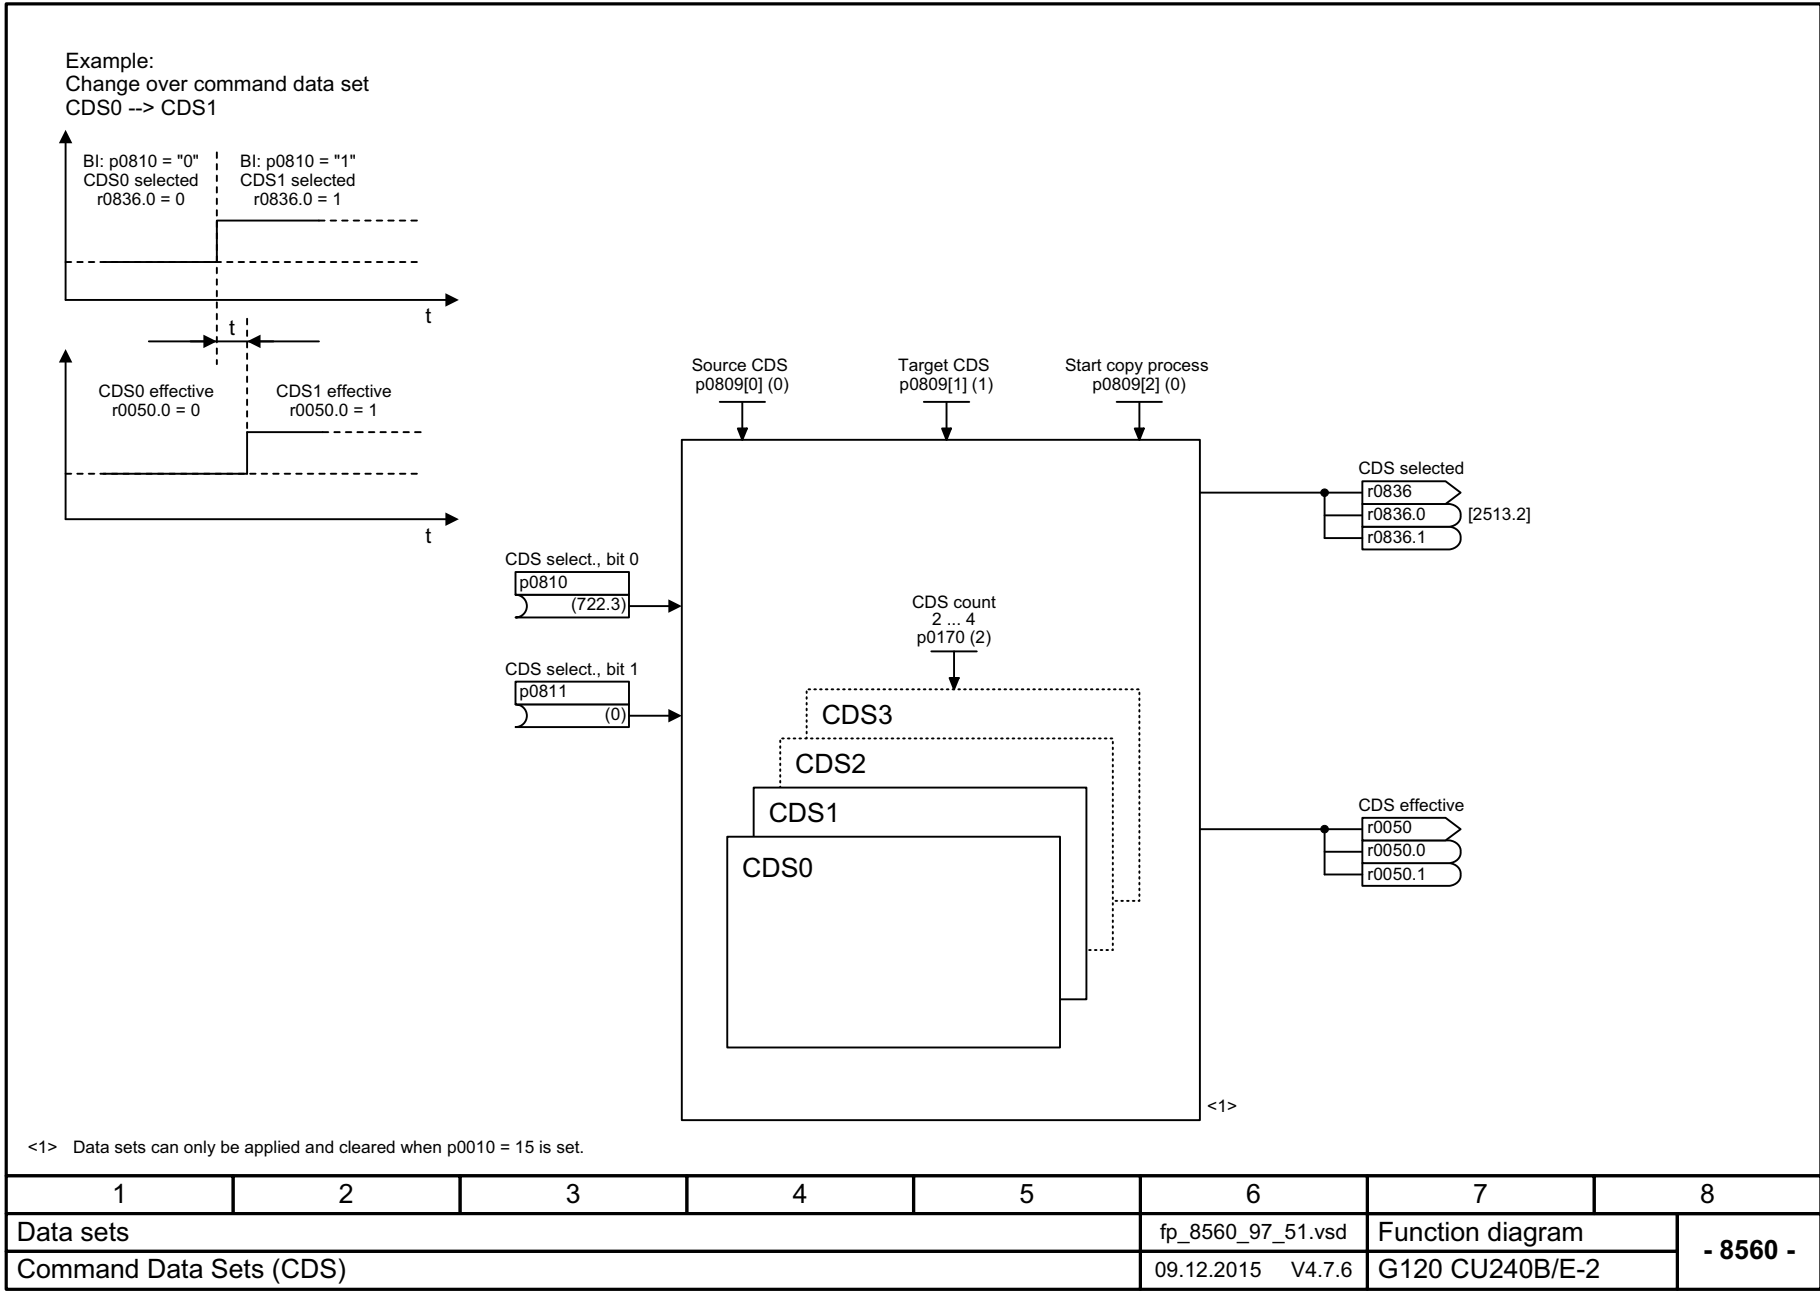 Example:
Change over command data set
CDS0 --> CDS1
BI: p0810 = "0"
CDS0 selected
r0836.0 = 0
BI: p0810 = "1"
CDS1 selected
r0836.0 = 1
t
t
CDS0 effective
r0050.0 = 0
CDS1 effective
r0050.0 = 1
t
Source CDS
p0809[0] (0)
Target CDS
p0809[1] (1)
Start copy process
p0809[2] (0)
CDS selected
r0836
r0836.0
[2513.2]
r0836.1
CDS select., bit 0
p0810
(722.3)
CDS select., bit 1
p0811
(0)
CDS count
2 ... 4
p0170 (2)
CDS3
CDS2
CDS1
CDS0
CDS effective
r0050
r0050.0
r0050.1
<1>
<1> Data sets can only be applied and cleared when p0010 = 15 is set.
1 2 3 4 5 6 7 8
Data sets
fp_8560_97_51.vsd
Function diagram
- 8560 -
Command Data Sets (CDS)
09.12.2015 V4.7.6
G120 CU240B/E-2